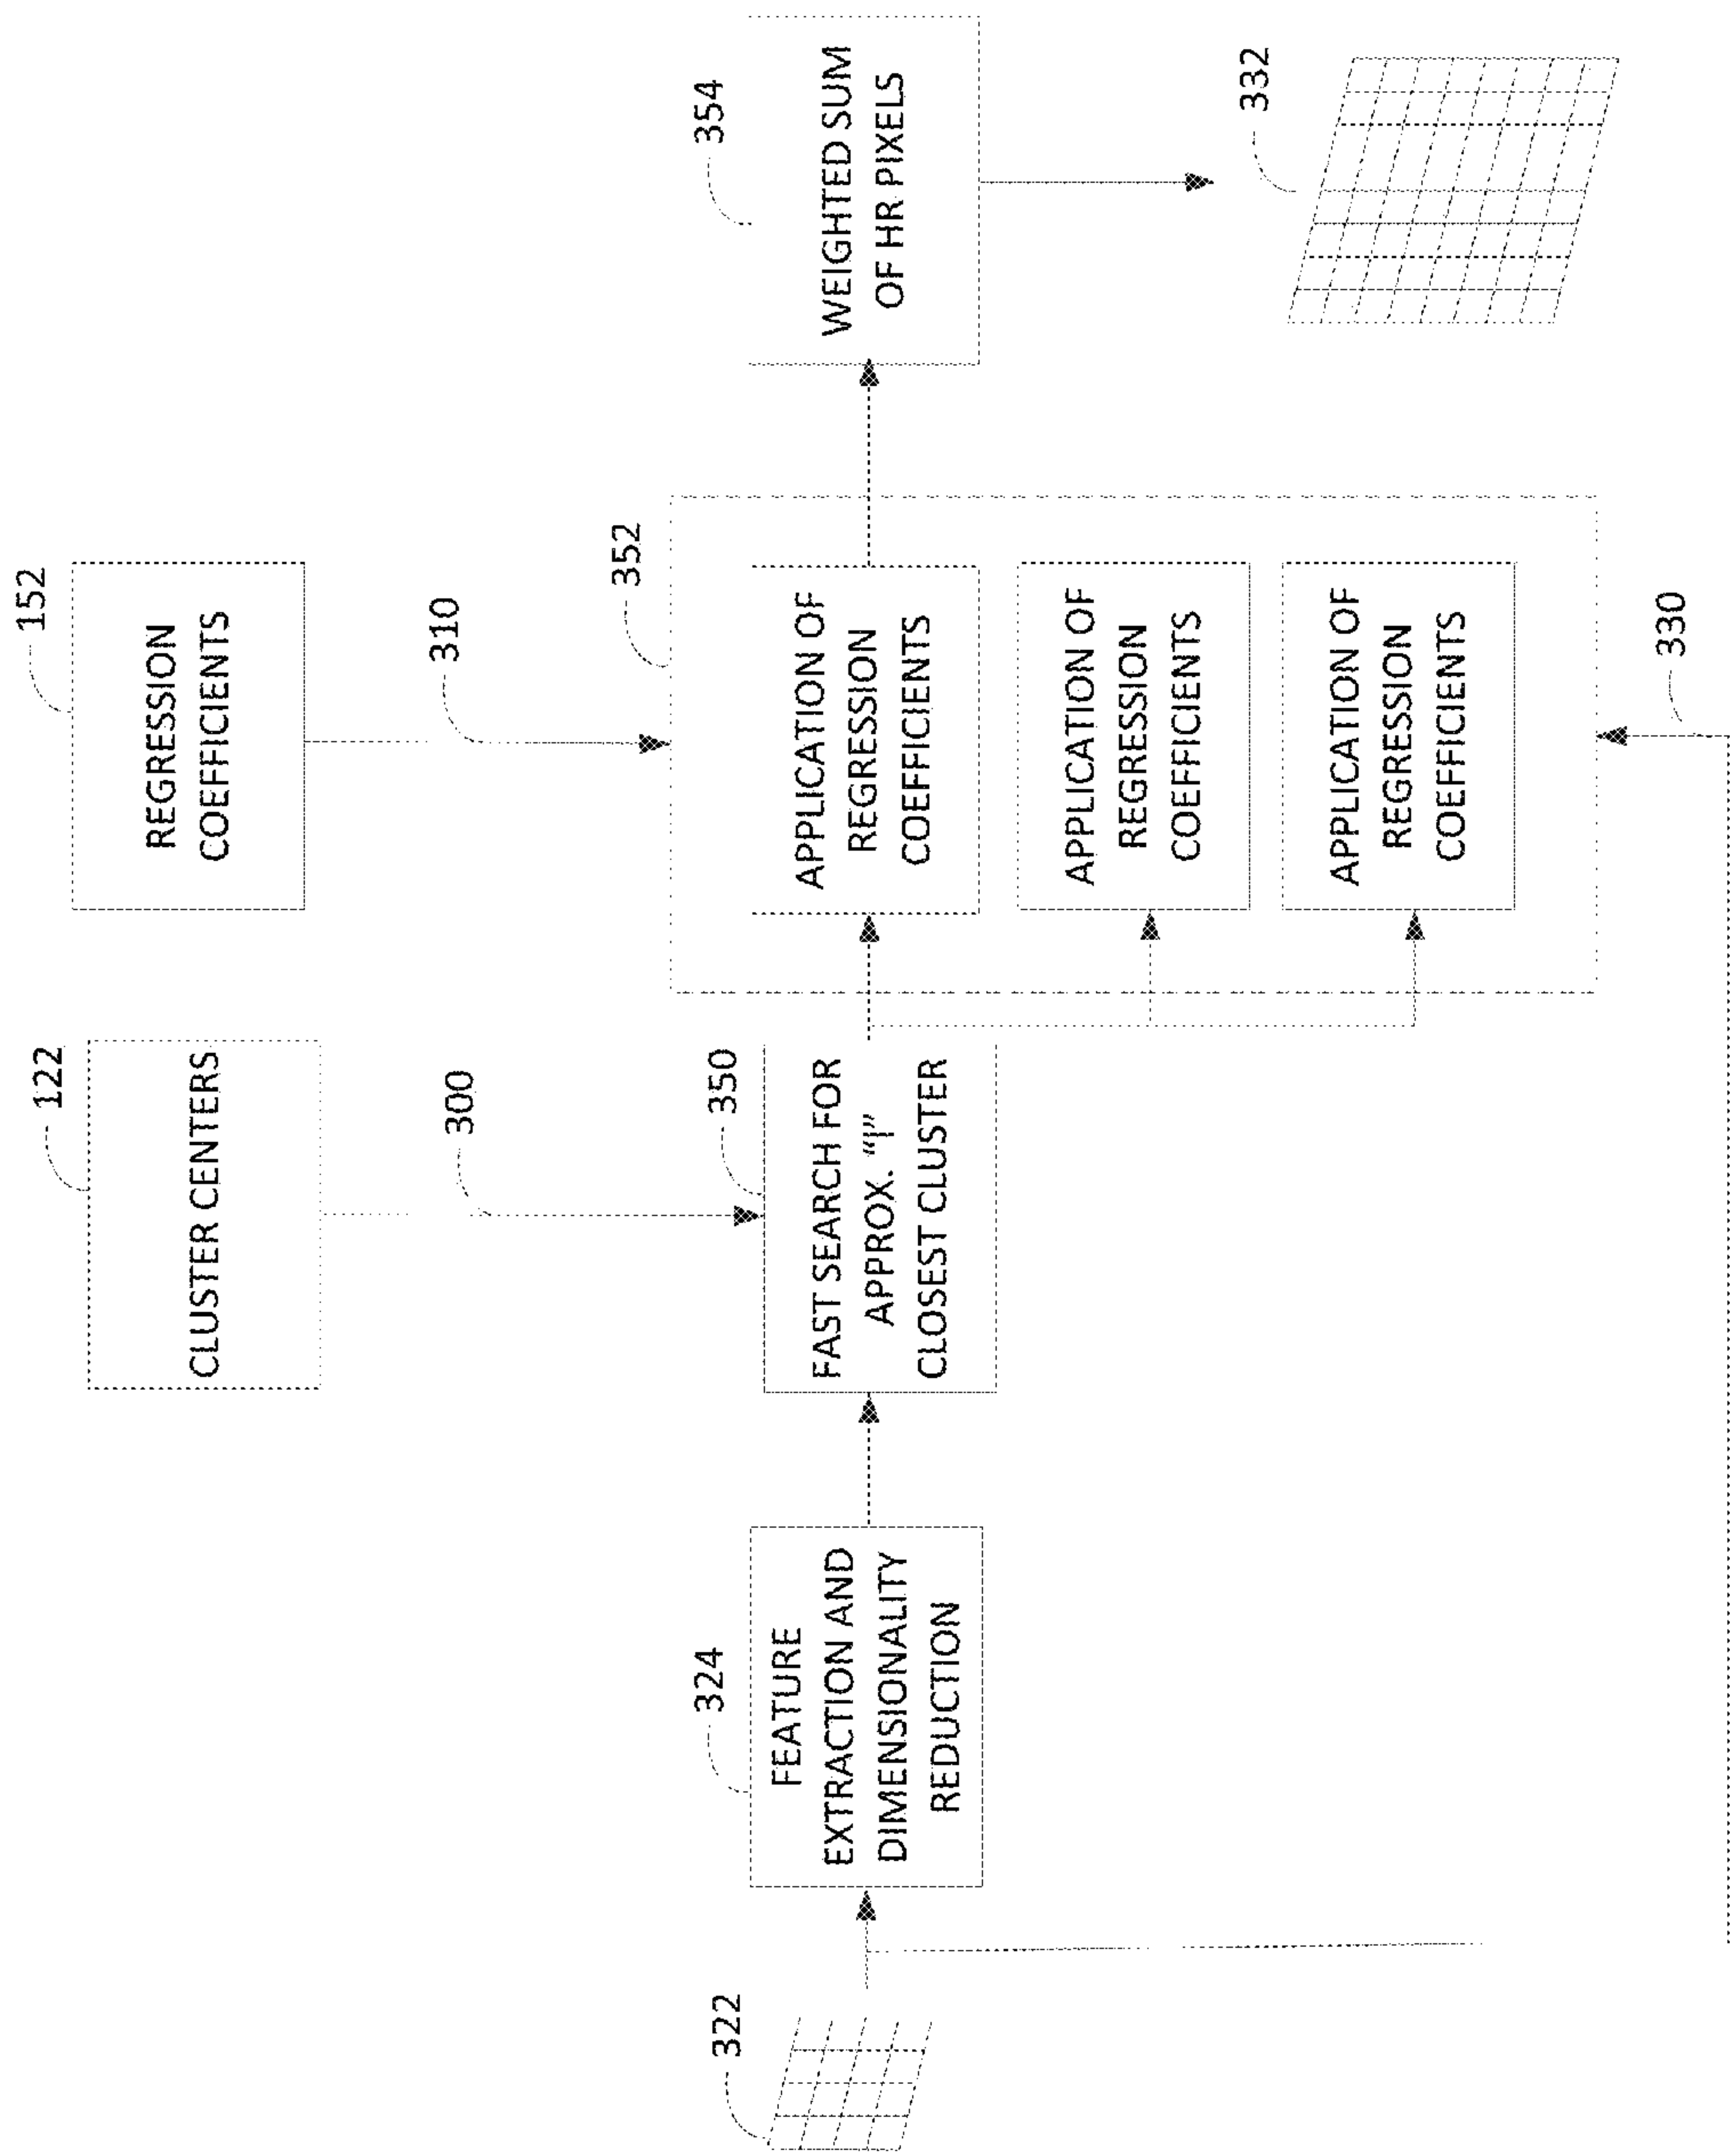 152
REGRESSION
COEFFICIENTS
122
CLUSTER CENTERS
310
300
322
324
FEATURE
EXTRACTION AND
DIMENSIONALITY
REDUCTION
350
FAST SEARCH FOR
APPROX. "l"
CLOSEST CLUSTER
352
APPLICATION OF
REGRESSION
COEFFICIENTS
APPLICATION OF
REGRESSION
COEFFICIENTS
APPLICATION OF
REGRESSION
COEFFICIENTS
354
WEIGHTED SUM
OF HR PIXELS
332
330